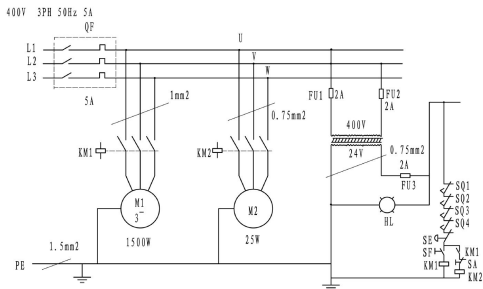 400V 3PH 50Hz 5A
QF
U
L1
L2
V
L3
W
5A
1mm2
0.75mm2
FU1
2A
FU2
2A
400V
24V
0.75mm2
2A
FU3
KM1
KM2
M1
3~
M2
1500W
25W
HL
SQ1
SQ2
SQ3
SQ4
SE
SF
KM1
KM1
SA
KM2
1.5mm2
PE